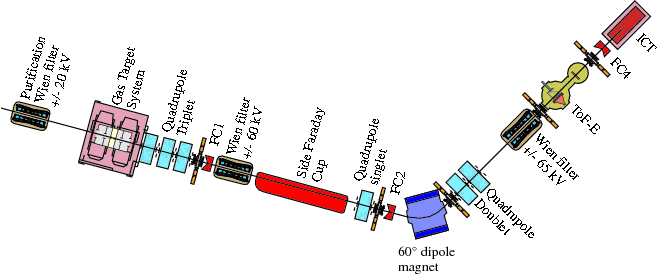 Purification
Wien filter
+/- 20 kV
Gas Target
System
Quadrupole
Triplet
FC1
Wien filter
+/- 60 kV
Side Faraday
Cup
Quadrupole
singlet
FC2
60° dipole
magnet
Quadrupole
Doublet
Wien filter
+/- 65 kV
ToF-E
FC4
ICT